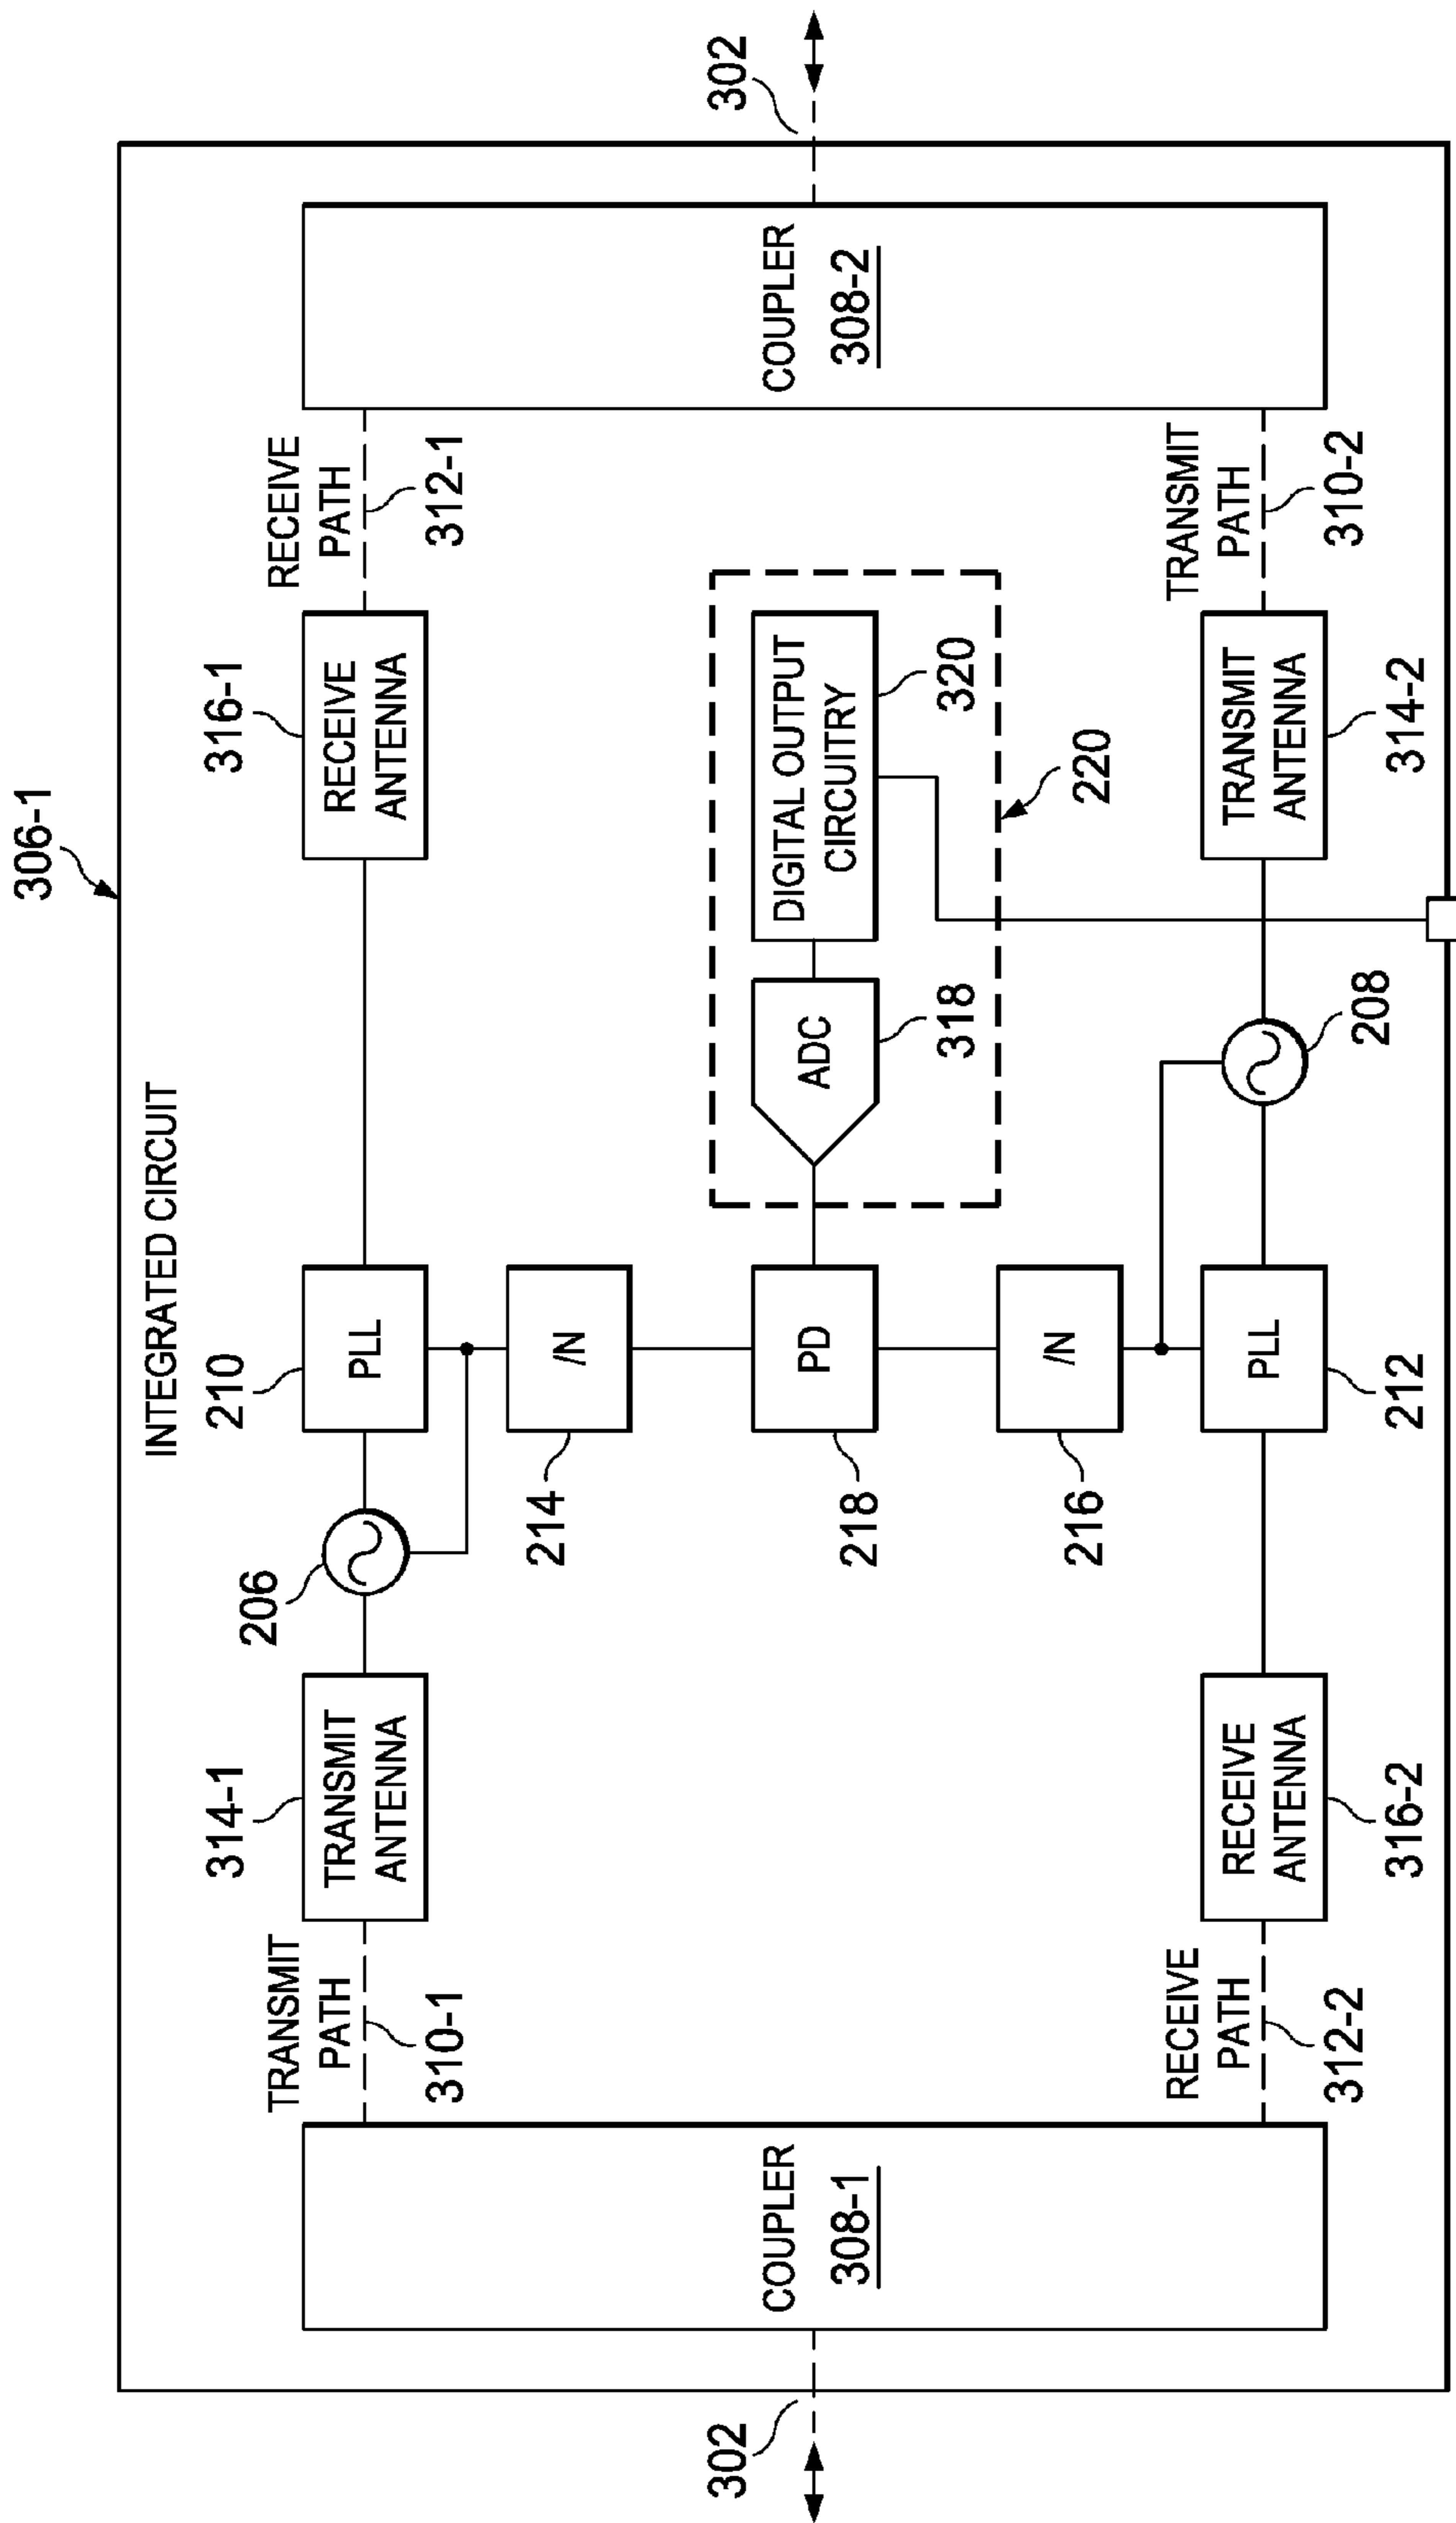 306-1
INTEGRATED CIRCUIT
314-1
206
210
316-1
TRANSMIT
PATH
310-1
TRANSMIT
ANTENNA
PLL
RECEIVE
ANTENNA
RECEIVE
PATH
312-1
/N
214
302
COUPLER
308-1
PD
218
ADC
318
DIGITAL OUTPUT
CIRCUITRY
320
220
COUPLER
308-2
302
/N
216
RECEIVE
PATH
312-2
RECEIVE
ANTENNA
316-2
PLL
212
208
TRANSMIT
ANTENNA
314-2
TRANSMIT
PATH
310-2